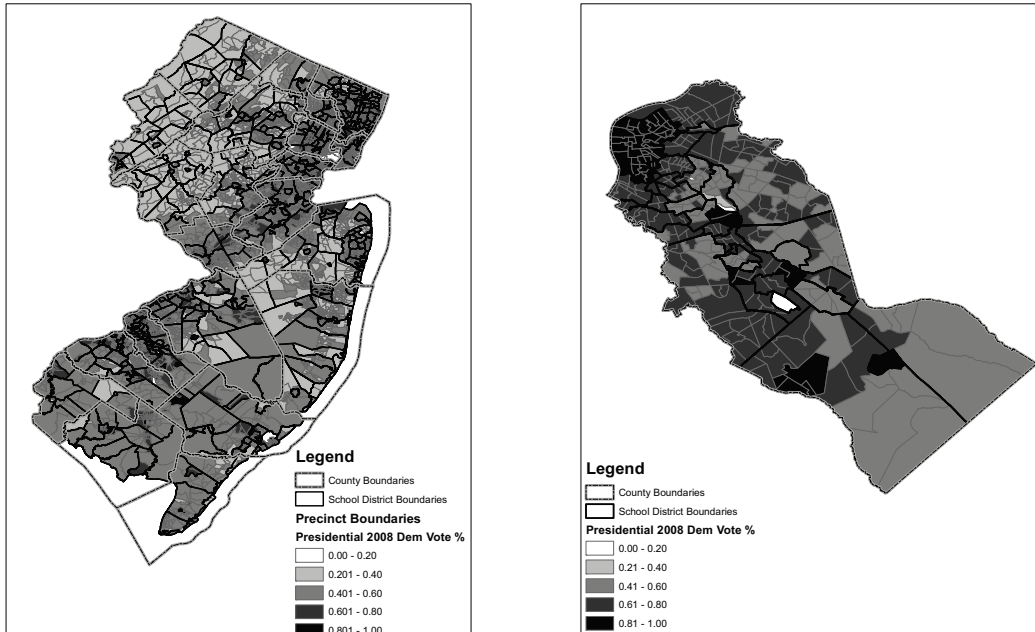 Legend
County Boundaries
School District Boundaries
Precinct Boundaries
Presidential 2008 Dem Vote %
0.00 - 0.20
0.201 - 0.40
0.401 - 0.60
0.601 - 0.80
0.801 - 1.00
Legend
County Boundaries
School District Boundaries
Presidential 2008 Dem Vote %
0.00 - 0.20
0.21 - 0.40
0.41 - 0.60
0.61 - 0.80
0.81 - 1.00